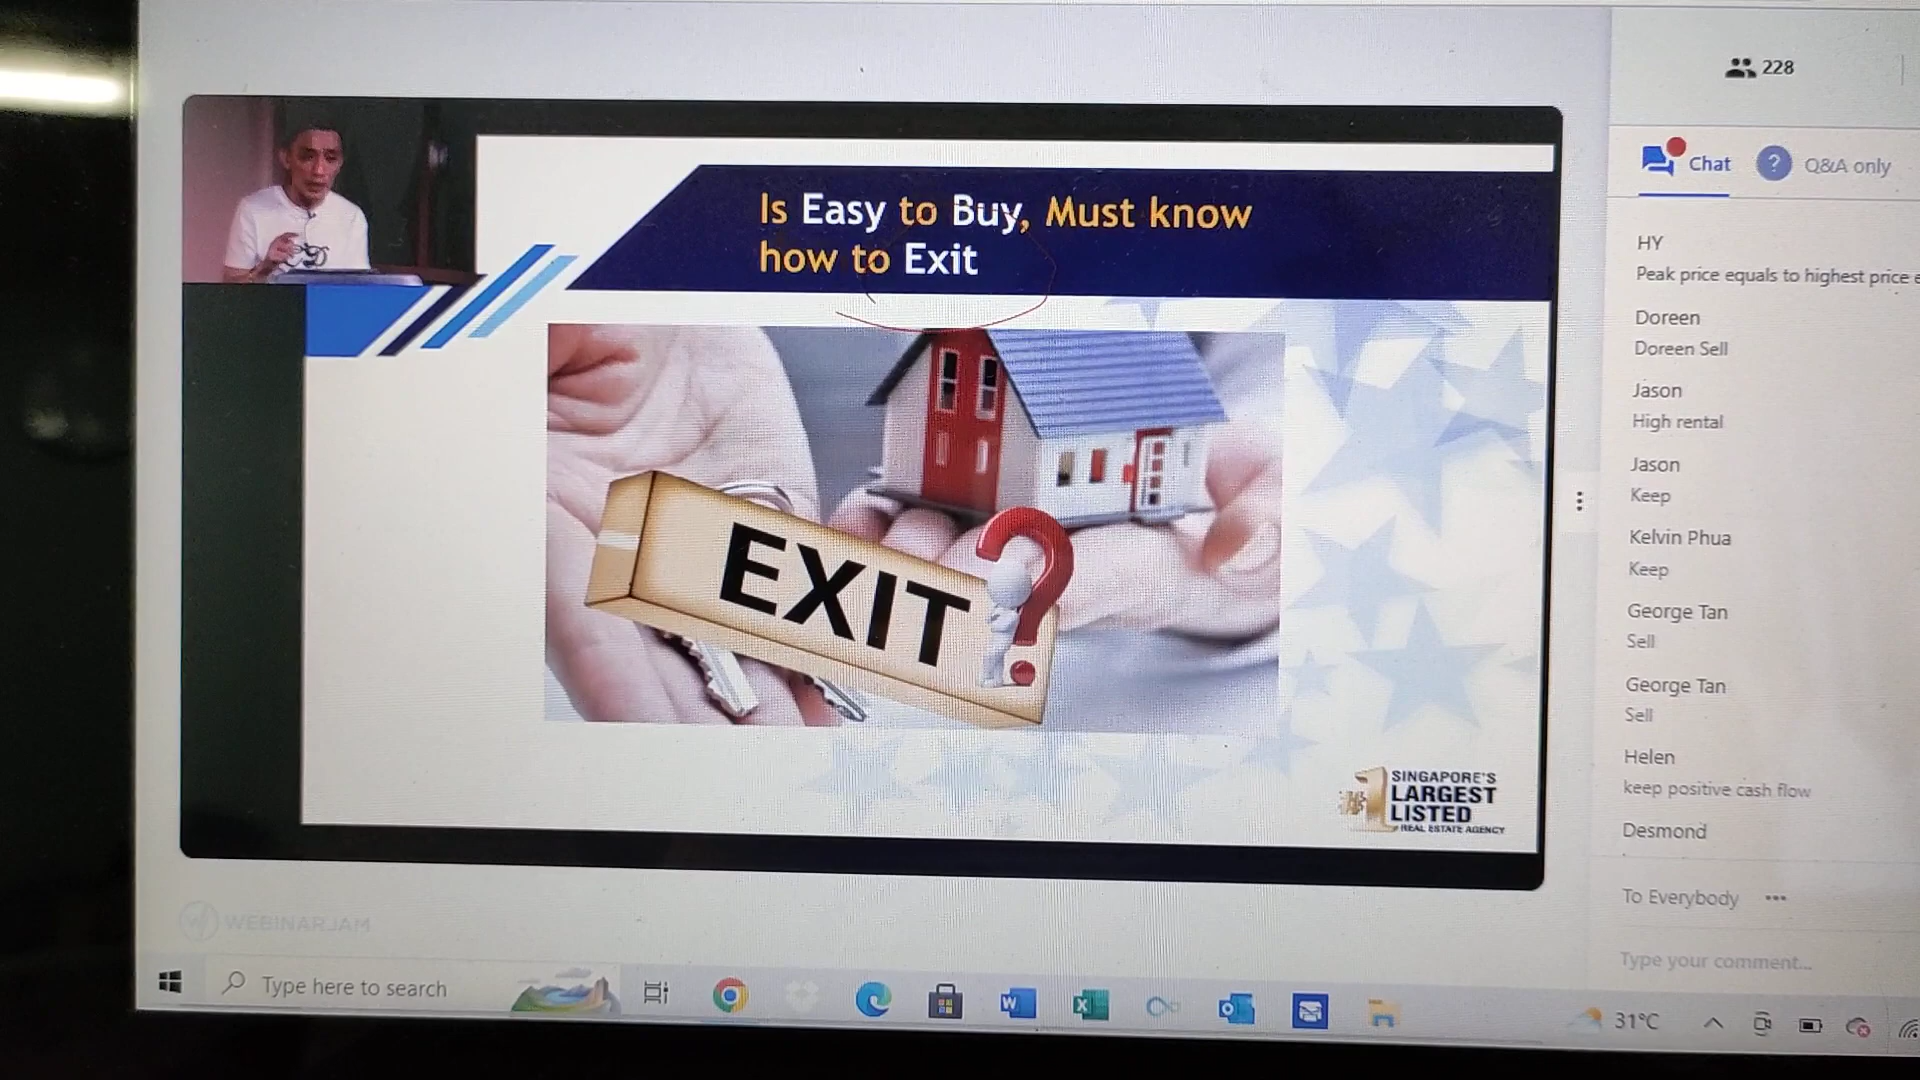 228
Chat
Q&A only
Is Easy to Buy, Must know
how to Exit
EXIT
?
#1
SINGAPORE'S
LARGEST
LISTED
REAL ESTATE AGENCY
HY
Peak price equals to highest price
Doreen
Doreen Sell
Jason
High rental
Jason
Keep
Kelvin Phua
Keep
George Tan
Sell
George Tan
Sell
Helen
keep positive cash flow
Desmond
To Everybody •••
Type your comment...
WEBINARJAM
Type here to search
31°C